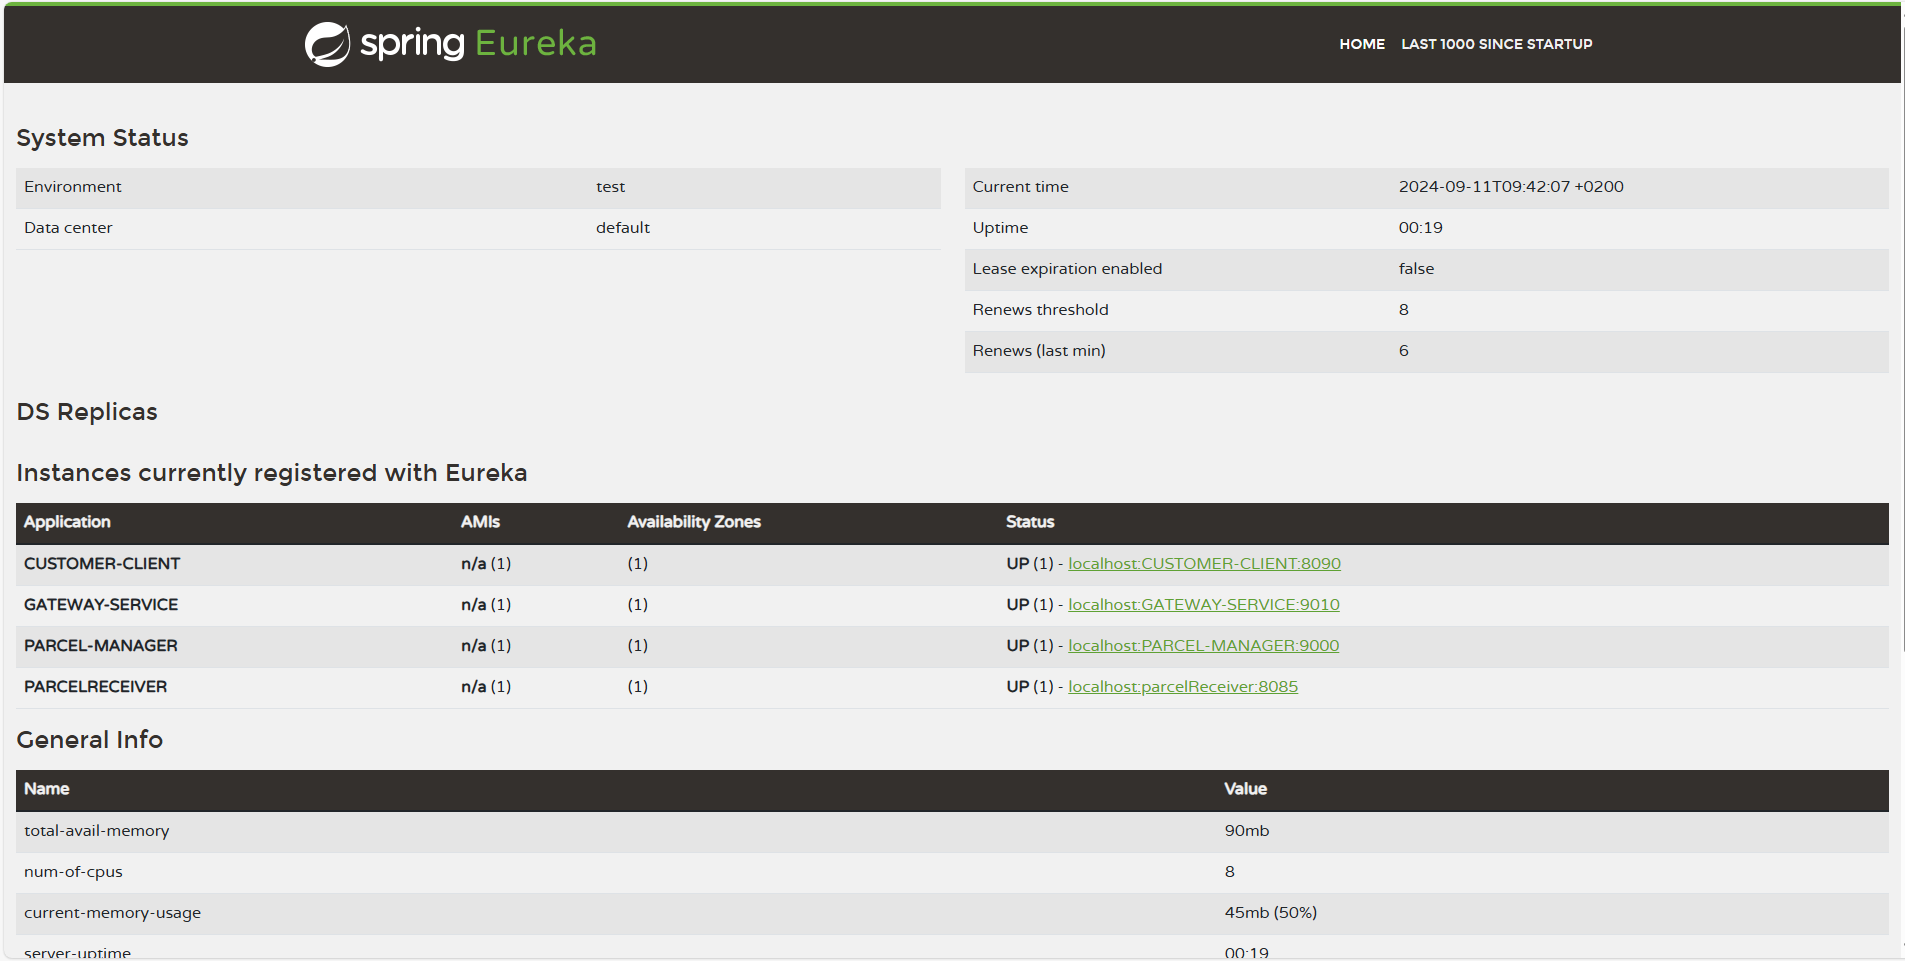 spring Eureka
HOME LAST 1000 SINCE STARTUP
System Status
Environment test
Data center default
Current time 2024-09-11T09:42:07 +0200
Uptime 00:19
Lease expiration enabled false
Renews threshold 8
Renews (last min) 6
DS Replicas
Instances currently registered with Eureka
Application AMIs Availability Zones Status
CUSTOMER-CLIENT n/a (1) (1) UP (1) - localhost:CUSTOMER-CLIENT:8090
GATEWAY-SERVICE n/a (1) (1) UP (1) - localhost:GATEWAY-SERVICE:9010
PARCEL-MANAGER n/a (1) (1) UP (1) - localhost:PARCEL-MANAGER:9000
PARCELRECEIVER n/a (1) (1) UP (1) - localhost:parcelReceiver:8085
General Info
Name Value
total-avail-memory 90mb
num-of-cpus 8
current-memory-usage 45mb (50%)
server-uptime 00:19